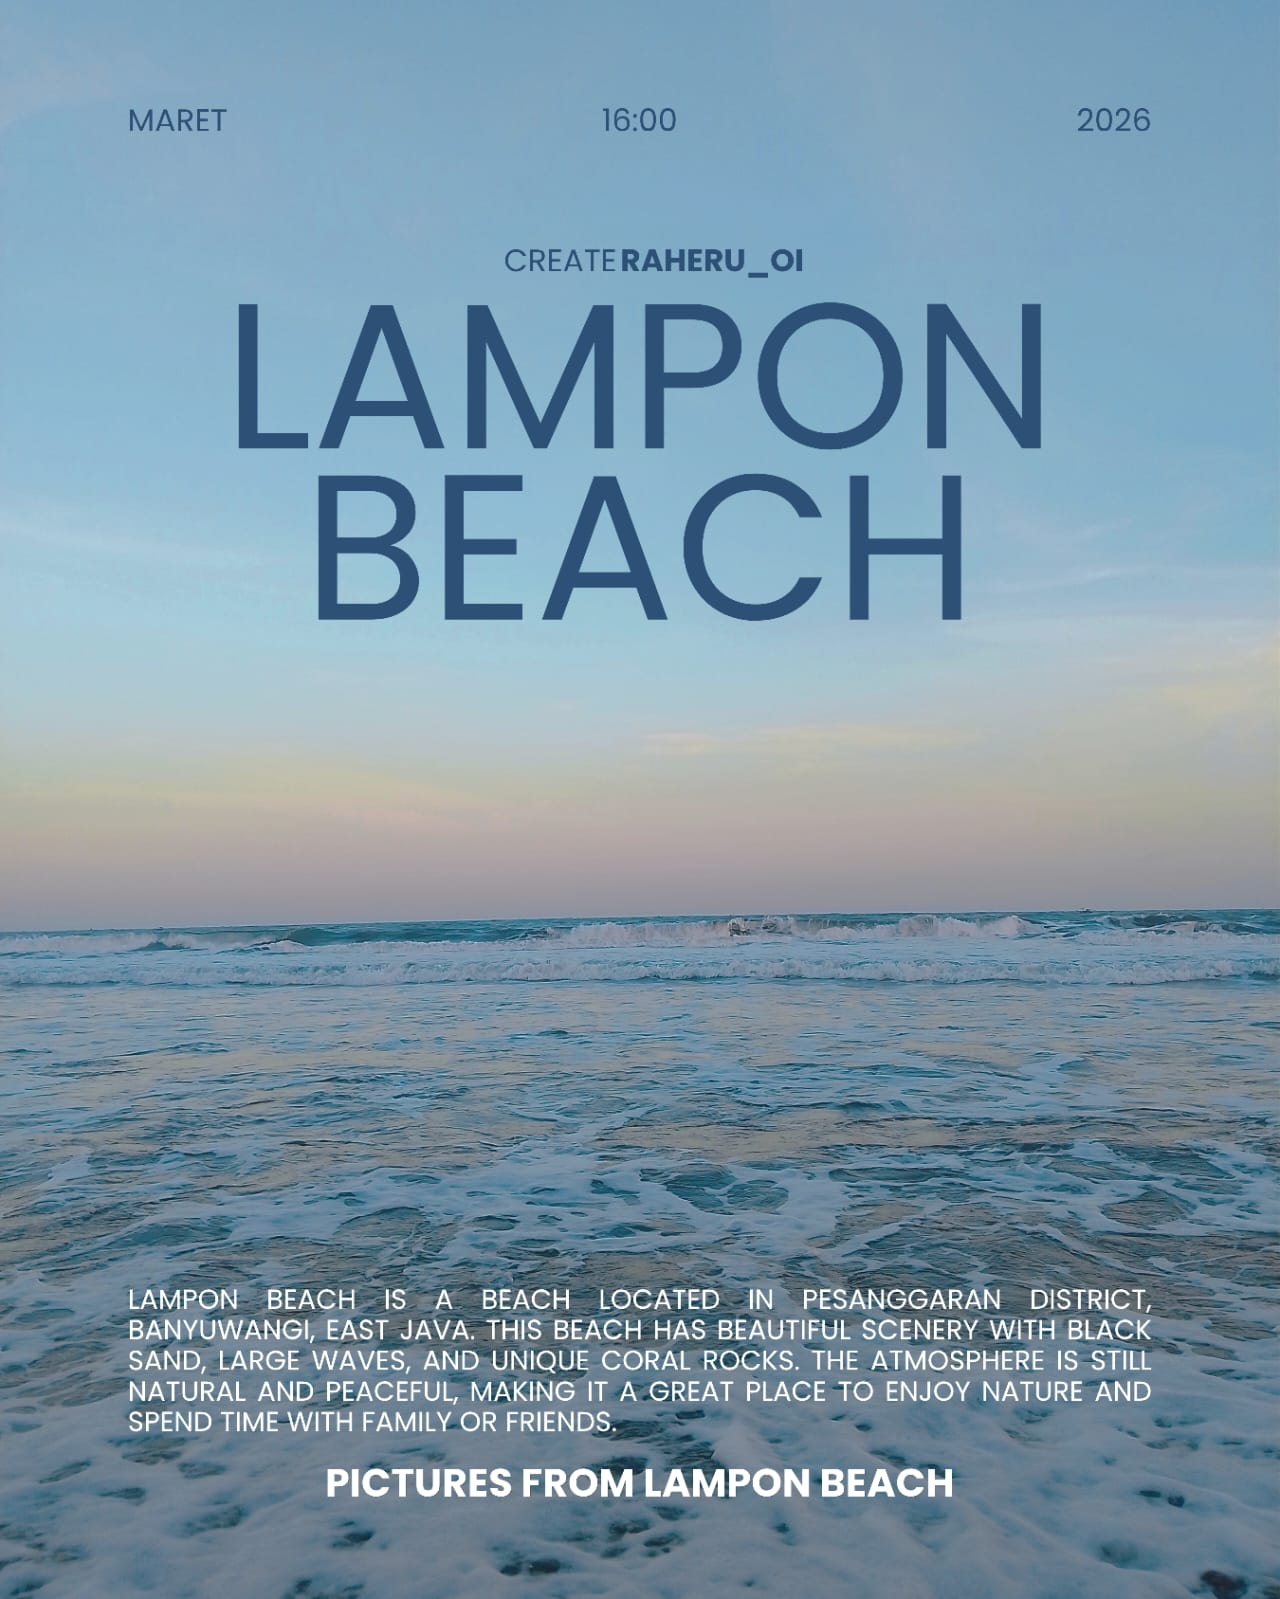 MARET 16:00 2026
CREATE RAHERU_OI
LAMPON
BEACH
LAMPON BEACH IS A BEACH LOCATED IN PESANGGARAN DISTRICT,
BANYUWANGI, EAST JAVA. THIS BEACH HAS BEAUTIFUL SCENERY WITH BLACK
SAND, LARGE WAVES, AND UNIQUE CORAL ROCKS. THE ATMOSPHERE IS STILL
NATURAL AND PEACEFUL, MAKING IT A GREAT PLACE TO ENJOY NATURE AND
SPEND TIME WITH FAMILY OR FRIENDS.
PICTURES FROM LAMPON BEACH